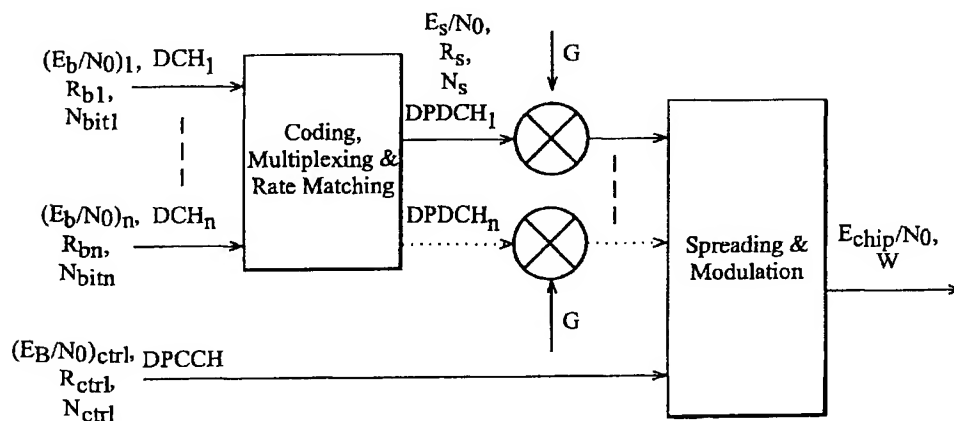 (Eb/N0)1, DCH1
Rb1,
Nbit1
Coding,
Multiplexing &
Rate Matching
Es/N0,
Rs,
Ns
DPDCH1
G
(Eb/N0)n, DCHn
Rbn,
Nbitn
DPDCHn
G
Spreading &
Modulation
Echip/N0,
W
(EB/N0)ctrl, DPCCH
Rctrl,
Nctrl